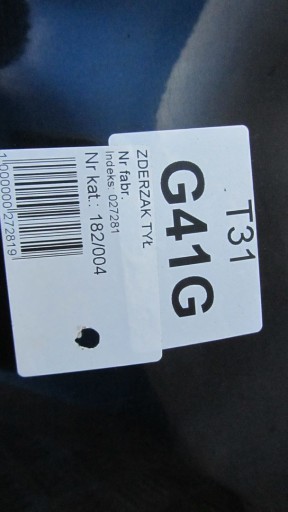 T31
G41G
ZDERZAK TYŁ
Nr fabr.
Indeks: 027281
Nr kat.: 182/004
1000000272819